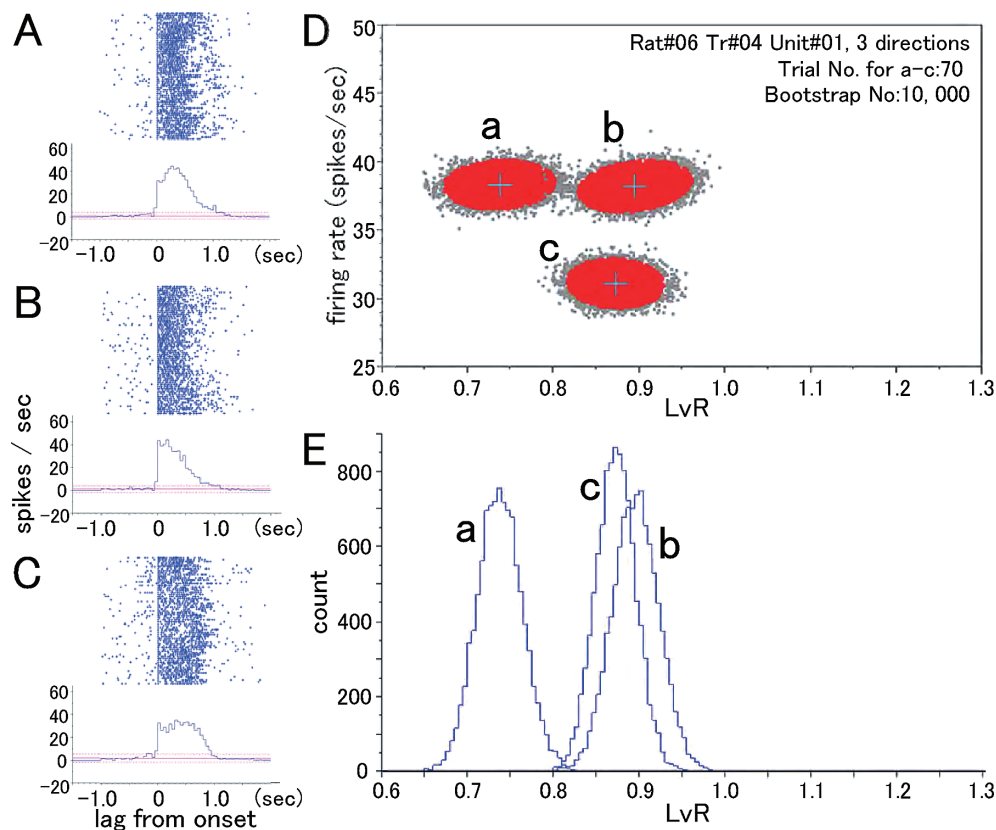 A
60
40
20
0
-20
-1.0 0 1.0 (sec)
B
60
40
20
0
-20
-1.0 0 1.0 (sec)
C
60
40
20
0
-20
-1.0 0 1.0 (sec)
lag from onset
spikes / sec
D
Rat#06 Tr#04 Unit#01, 3 directions
Trial No. for a-c:70
Bootstrap No:10,000
a
b
c
50
45
40
35
30
25
firing rate (spikes/sec)
0.6 0.7 0.8 0.9 1.0 1.1 1.2 1.3
LvR
E
a
c
b
800
600
400
200
0
count
0.6 0.7 0.8 0.9 1.0 1.1 1.2 1.3
LvR